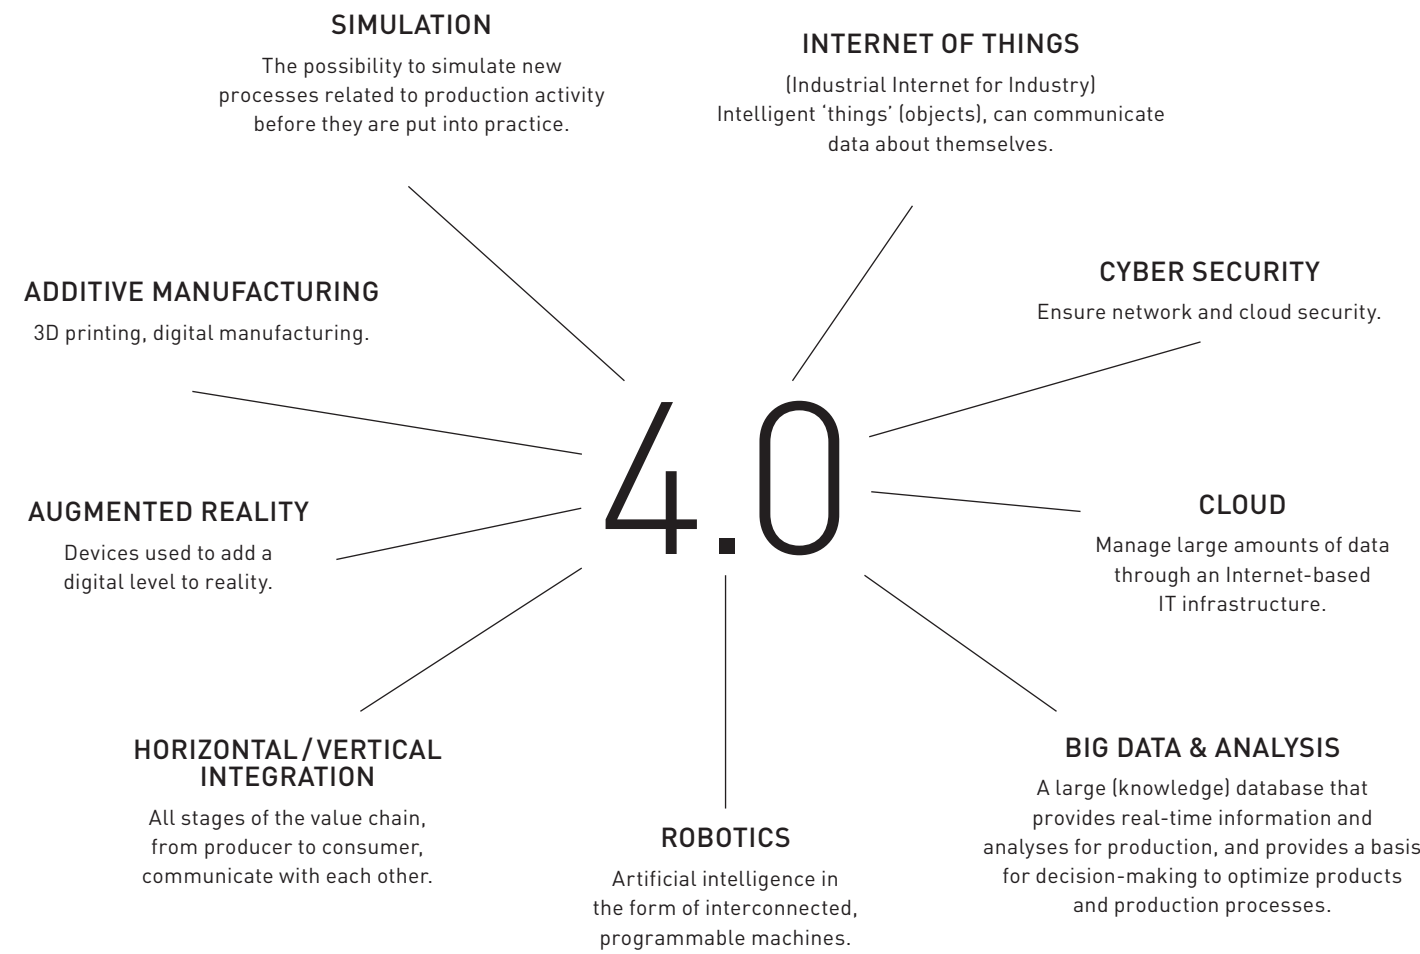 SIMULATION
The possibility to simulate new
processes related to production activity
before they are put into practice.
INTERNET OF THINGS
(Industrial Internet for Industry)
Intelligent ‘things’ (objects), can communicate
data about themselves.
ADDITIVE MANUFACTURING
3D printing, digital manufacturing.
CYBER SECURITY
Ensure network and cloud security.
4.0
AUGMENTED REALITY
Devices used to add a
digital level to reality.
CLOUD
Manage large amounts of data
through an Internet-based
IT infrastructure.
HORIZONTAL/VERTICAL
INTEGRATION
All stages of the value chain,
from producer to consumer,
communicate with each other.
ROBOTICS
Artificial intelligence in
the form of interconnected,
programmable machines.
BIG DATA & ANALYSIS
A large (knowledge) database that
provides real-time information and
analyses for production, and provides a basis
for decision-making to optimize products
and production processes.